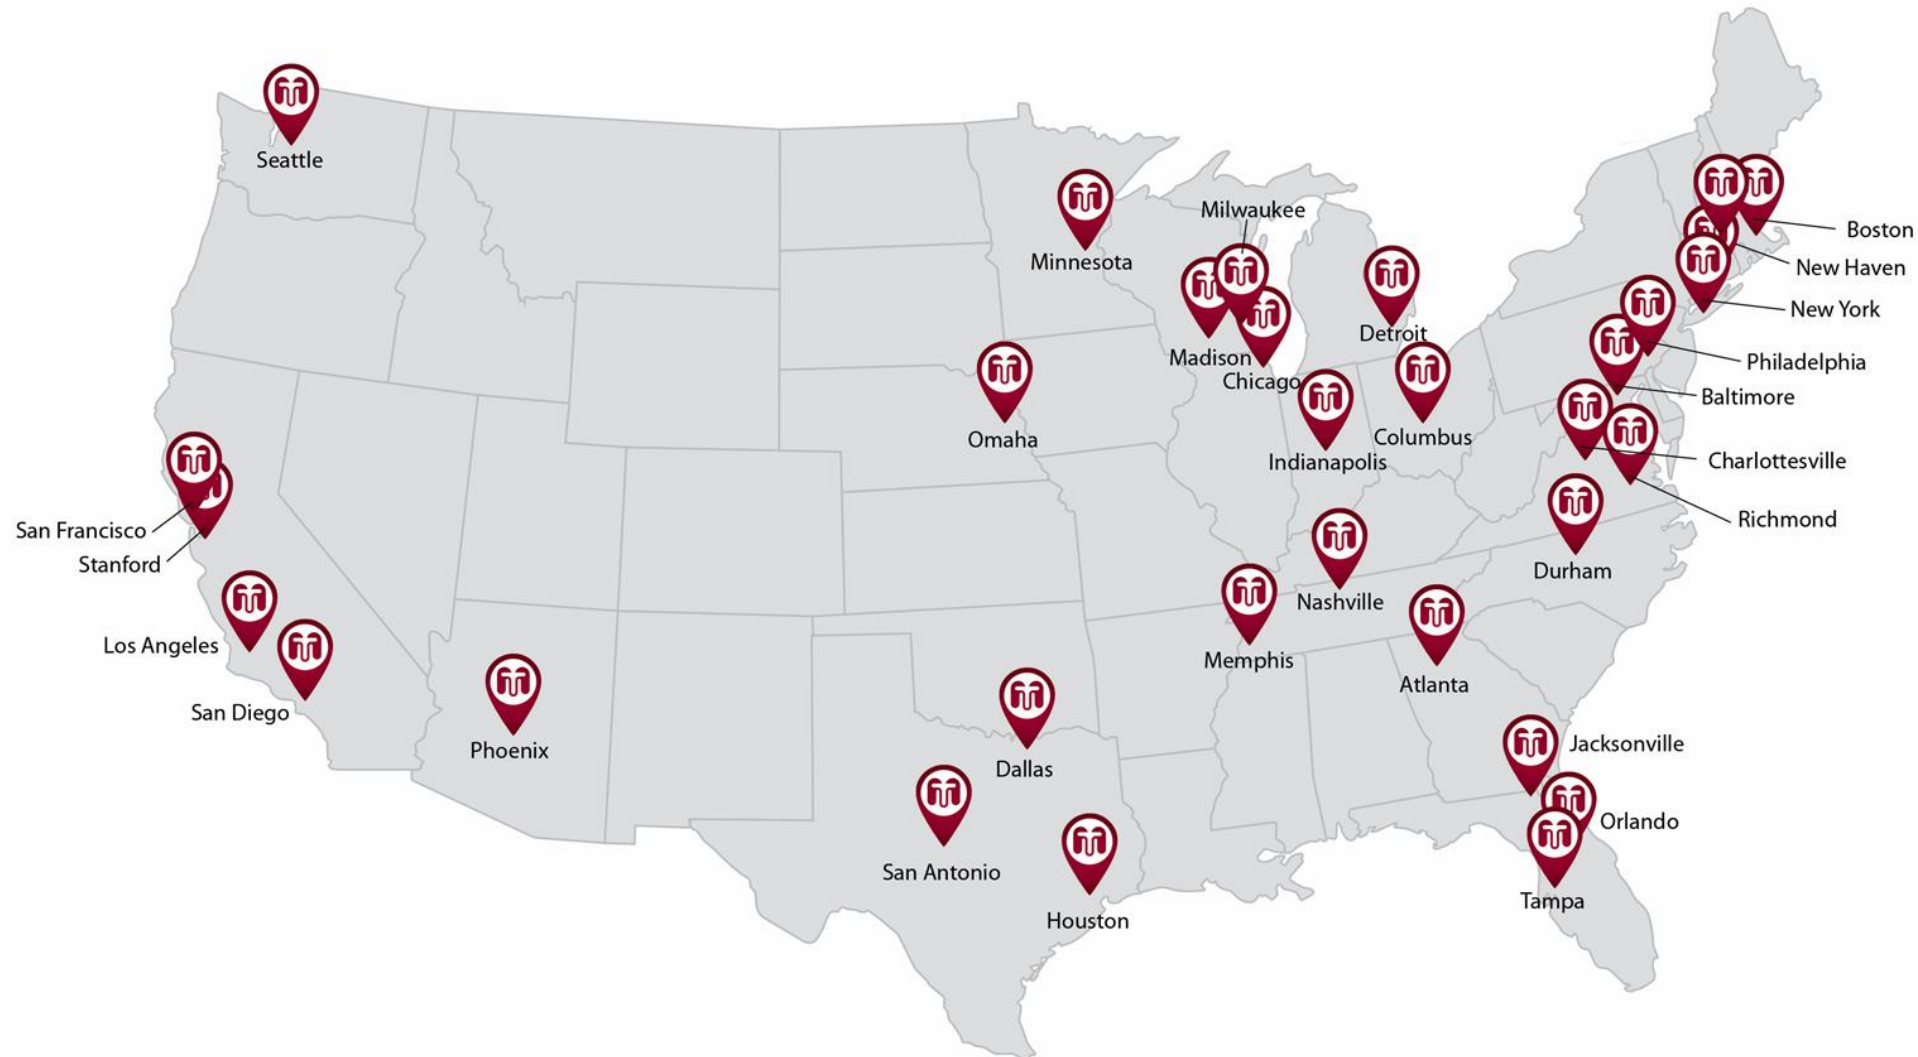 Seattle
Minnesota
Milwaukee
Boston
New Haven
New York
Detroit
Madison
Chicago
Philadelphia
Baltimore
Omaha
Columbus
Indianapolis
Charlottesville
Richmond
San Francisco
Stanford
Durham
Nashville
Los Angeles
Memphis
Atlanta
San Diego
Phoenix
Dallas
Jacksonville
Orlando
San Antonio
Tampa
Houston